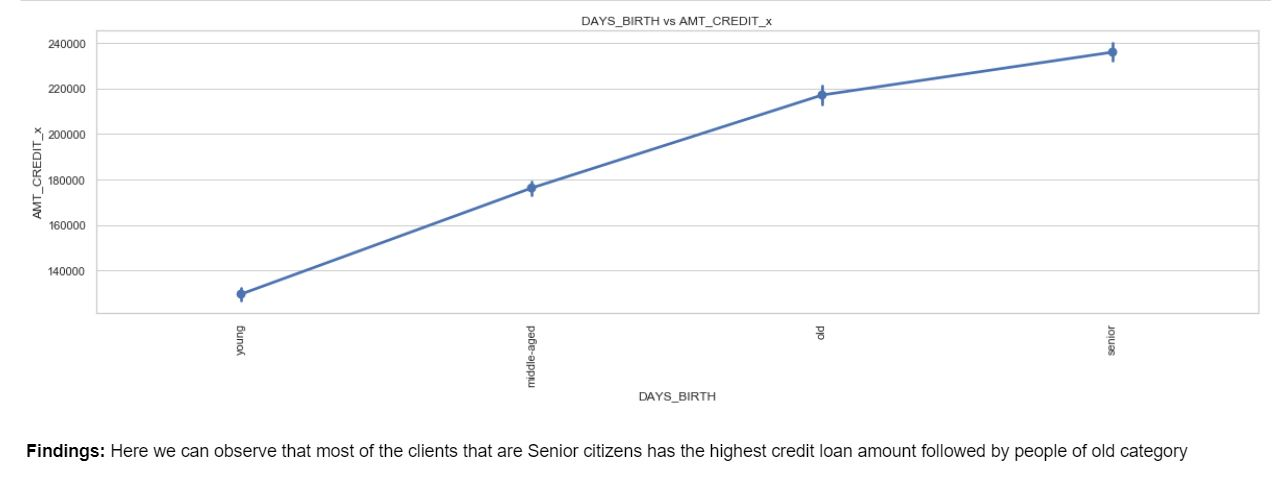 DAYS_BIRTH vs AMT_CREDIT_x
240000
220000
200000
180000
160000
140000
AMT_CREDIT_x
young
middle-aged
old
senior
DAYS_BIRTH
Findings: Here we can observe that most of the clients that are Senior citizens has the highest credit loan amount followed by people of old category